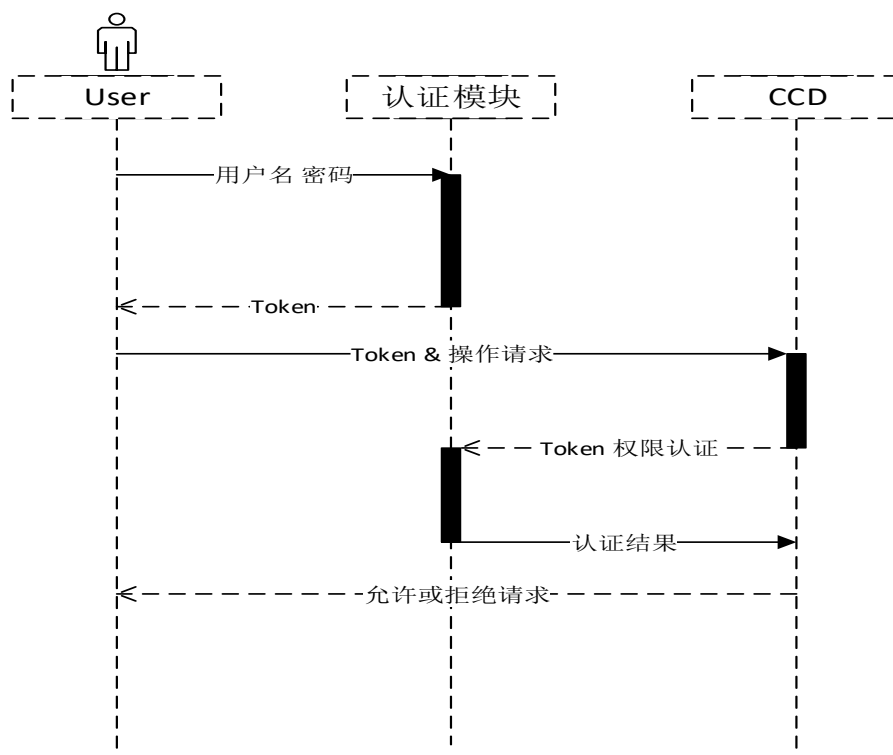 User
认证模块
CCD
用户名 密码
Token
Token & 操作请求
Token 权限认证
认证结果
允许或拒绝请求